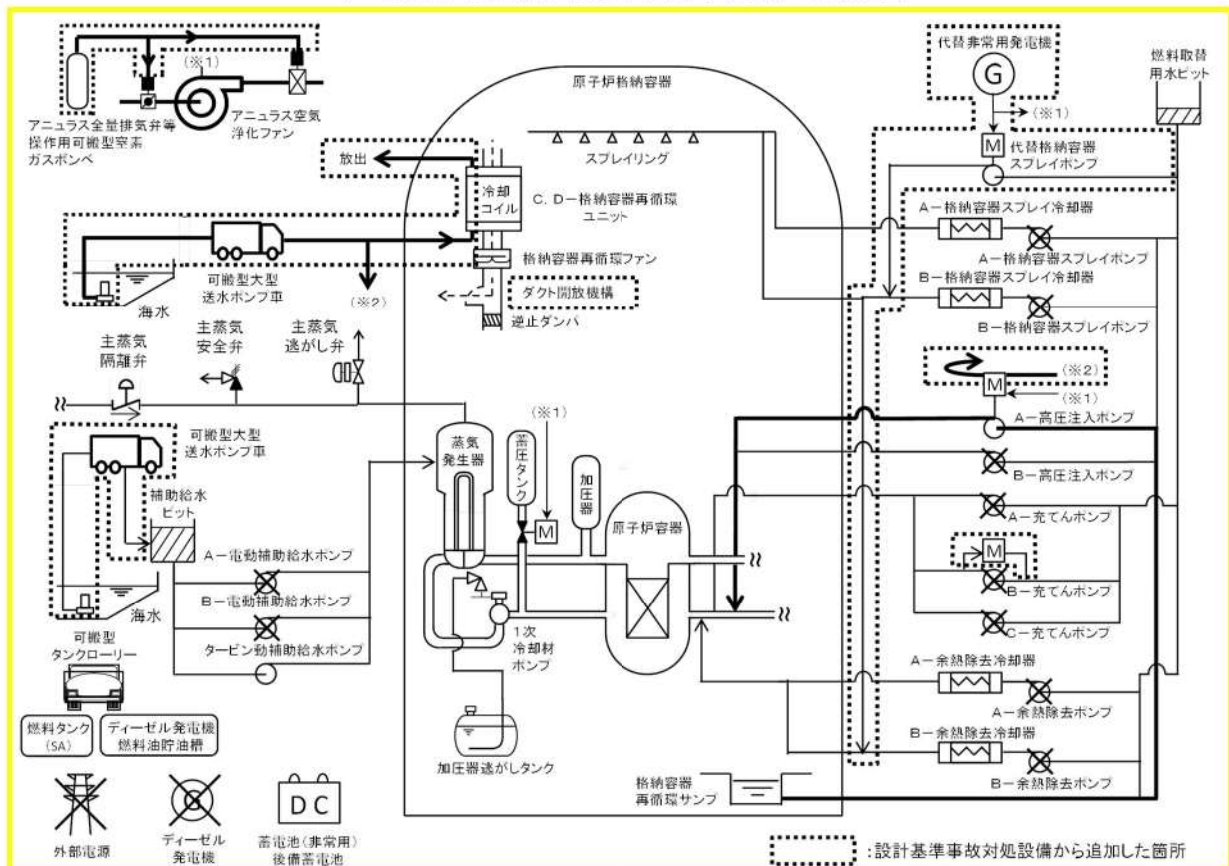 (※1)
アニュラス空気
浄化ファン
アニュラス全量排気弁等
操作用可搬型窒素
ガスボンベ
原子炉格納容器
スプレイリング
代替非常用発電機
G
(※1)
M
代替格納容器
スプレイポンプ
燃料取替
用水ピット
放出
冷却
コイル
C.D-格納容器再循環
ユニット
格納容器再循環ファン
ダクト開放機構
逆止ダンパ
可搬型大型
送水ポンプ車
海水
(※2)
A-格納容器スプレイ冷却器
A-格納容器スプレイポンプ
B-格納容器スプレイ冷却器
B-格納容器スプレイポンプ
主蒸気
隔離弁
主蒸気
安全弁
主蒸気
逃がし弁
(※2)
M
(※1)
A-高圧注入ポンプ
B-高圧注入ポンプ
A-充てんポンプ
M
B-充てんポンプ
C-充てんポンプ
可搬型大型
送水ポンプ車
補助給水
ピット
海水
A-電動補助給水ポンプ
B-電動補助給水ポンプ
タービン動補助給水ポンプ
蒸気
発生器
蓄圧タンク
(※1)
M
加圧器
原子炉容器
1次
冷却材
ポンプ
加圧器逃がしタンク
A-余熱除去冷却器
A-余熱除去ポンプ
B-余熱除去冷却器
B-余熱除去ポンプ
格納容器
再循環サンプ
可搬型
タンクローリー
燃料タンク
(SA)
ディーゼル発電機
燃料油貯油槽
外部電源
ディーゼル
発電機
DC
蓄電池(非常用)
後備蓄電池
:設計基準事故対処設備から追加した箇所